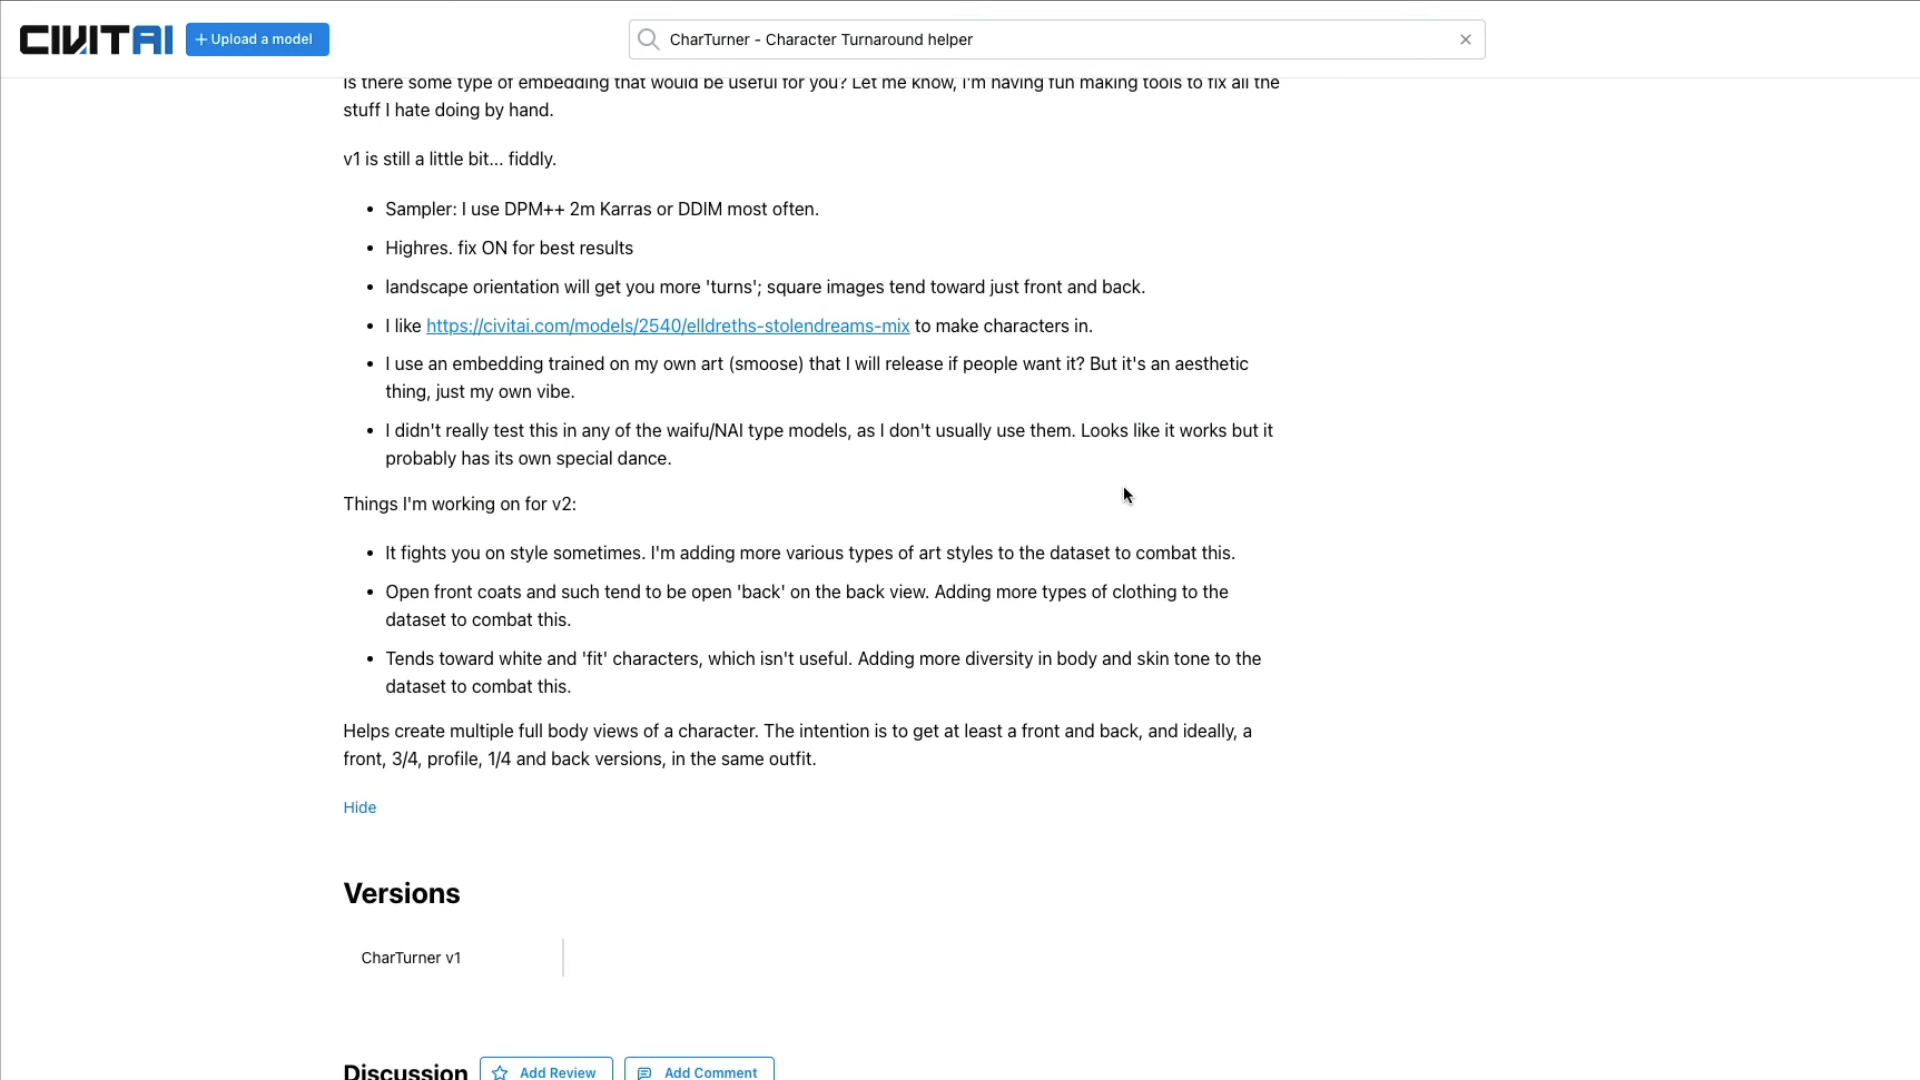 CIVITAI
+ Upload a model
CharTurner - Character Turnaround helper
Is there some type of embedding that would be useful for you? Let me know, I'm having fun making tools to fix all the
stuff I hate doing by hand.
v1 is still a little bit... fiddly.
• Sampler: I use DPM++ 2m Karras or DDIM most often.
• Highres. fix ON for best results
• landscape orientation will get you more 'turns'; square images tend toward just front and back.
• I like https://civitai.com/models/2540/elldreths-stolendreams-mix to make characters in.
• I use an embedding trained on my own art (smoose) that I will release if people want it? But it's an aesthetic
thing, just my own vibe.
• I didn't really test this in any of the waifu/NAI type models, as I don't usually use them. Looks like it works but it
probably has its own special dance.
Things I'm working on for v2:
• It fights you on style sometimes. I'm adding more various types of art styles to the dataset to combat this.
• Open front coats and such tend to be open 'back' on the back view. Adding more types of clothing to the
dataset to combat this.
• Tends toward white and 'fit' characters, which isn't useful. Adding more diversity in body and skin tone to the
dataset to combat this.
Helps create multiple full body views of a character. The intention is to get at least a front and back, and ideally, a
front, 3/4, profile, 1/4 and back versions, in the same outfit.
Hide
Versions
CharTurner v1
Discussion
Add Review
Add Comment